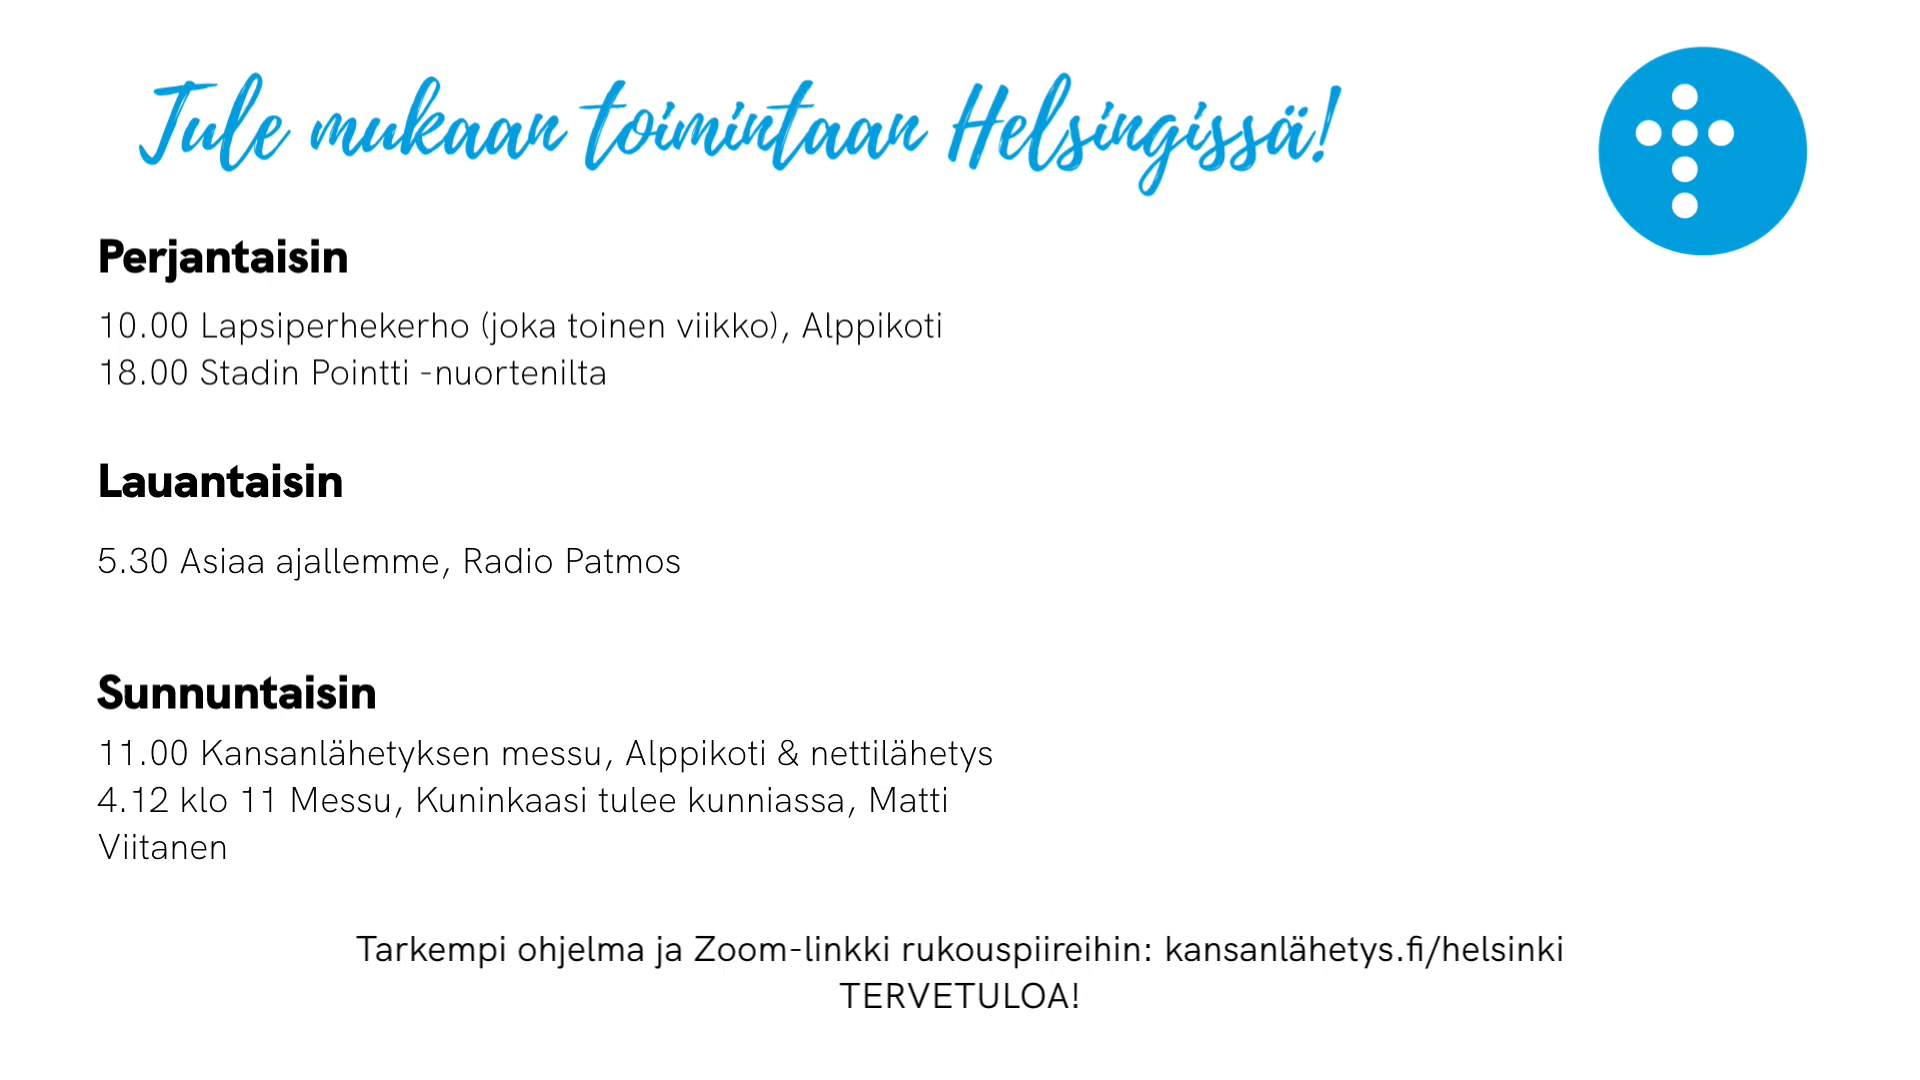 Tule mukaan toimintaan Helsingissä!
Perjantaisin
10.00 Lapsiperhekerho (joka toinen viikko), Alppikoti
18.00 Stadin Pointti -nuortenilta
Lauantaisin
5.30 Asiaa ajallemme, Radio Patmos
Sunnuntaisin
11.00 Kansanlähetyksen messu, Alppikoti & nettilähetys
4.12 klo 11 Messu, Kuninkaasi tulee kunniassa, Matti
Viitanen
Tarkempi ohjelma ja Zoom-linkki rukouspiireihin: kansanlähetys.fi/helsinki
TERVETULOA!